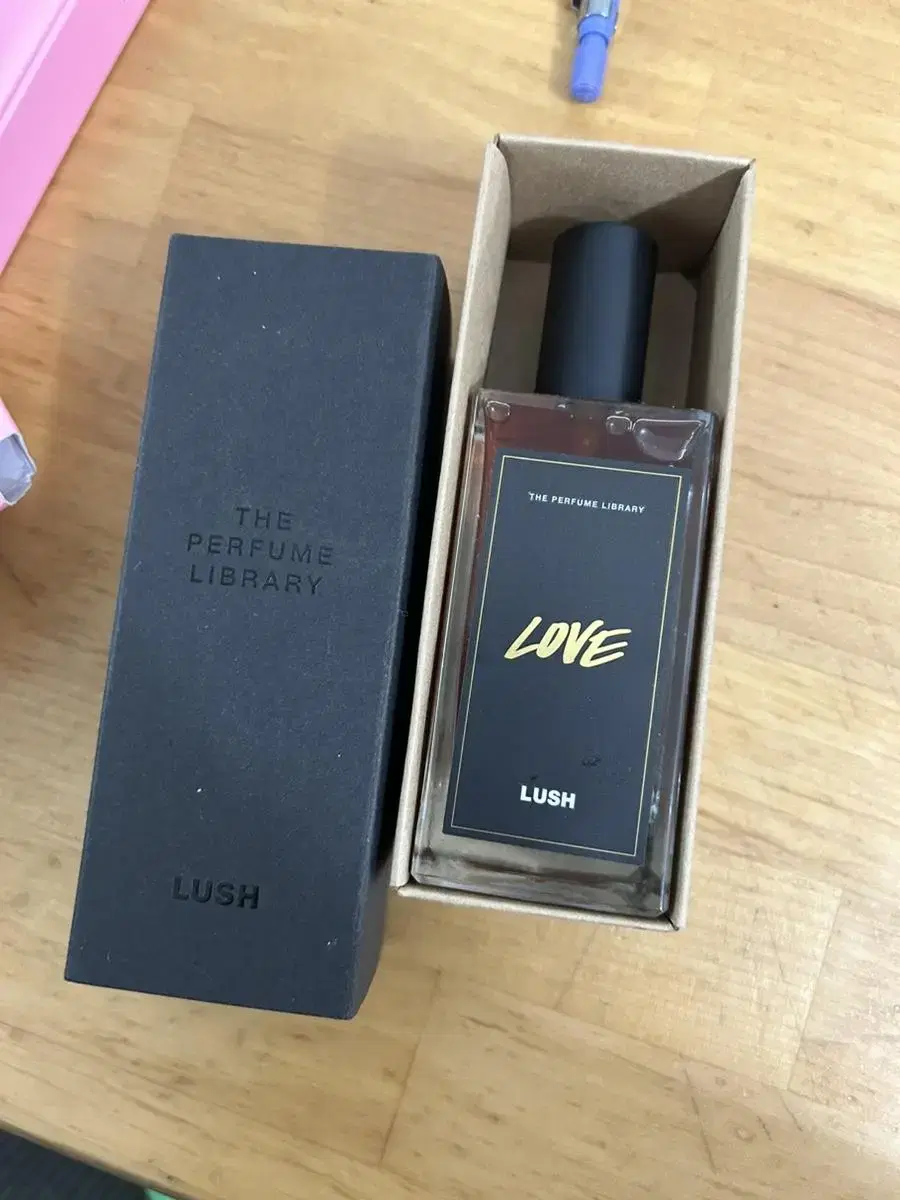 THE
PERFUME
LIBRARY
LUSH
THE PERFUME LIBRARY
LOVE
LUSH